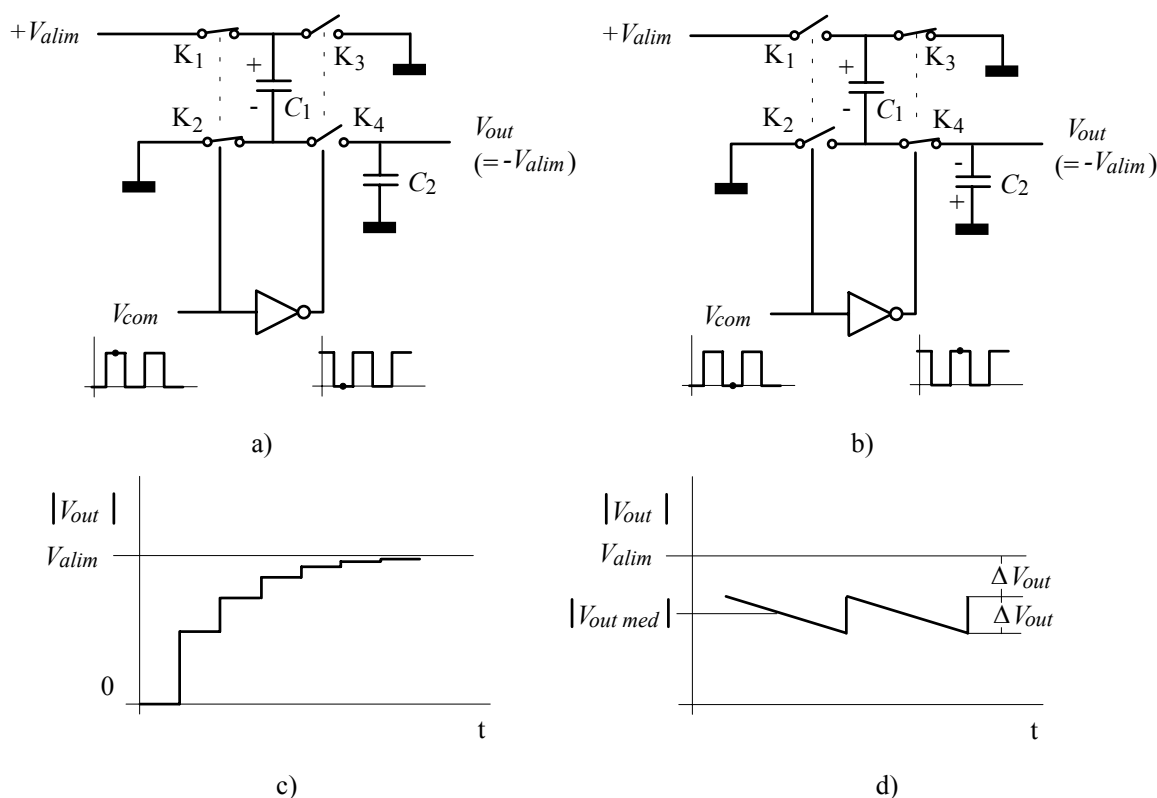 +Valim
K1
K3
+
-
C1
K2
K4
Vout
(= -Valim)
C2
Vcom
a)
+Valim
K1
K3
+
-
C1
K2
K4
Vout
(= -Valim)
-
+
C2
Vcom
b)
|Vout|
Valim
0
t
c)
|Vout|
Valim
|Vout med|
ΔVout
ΔVout
t
d)